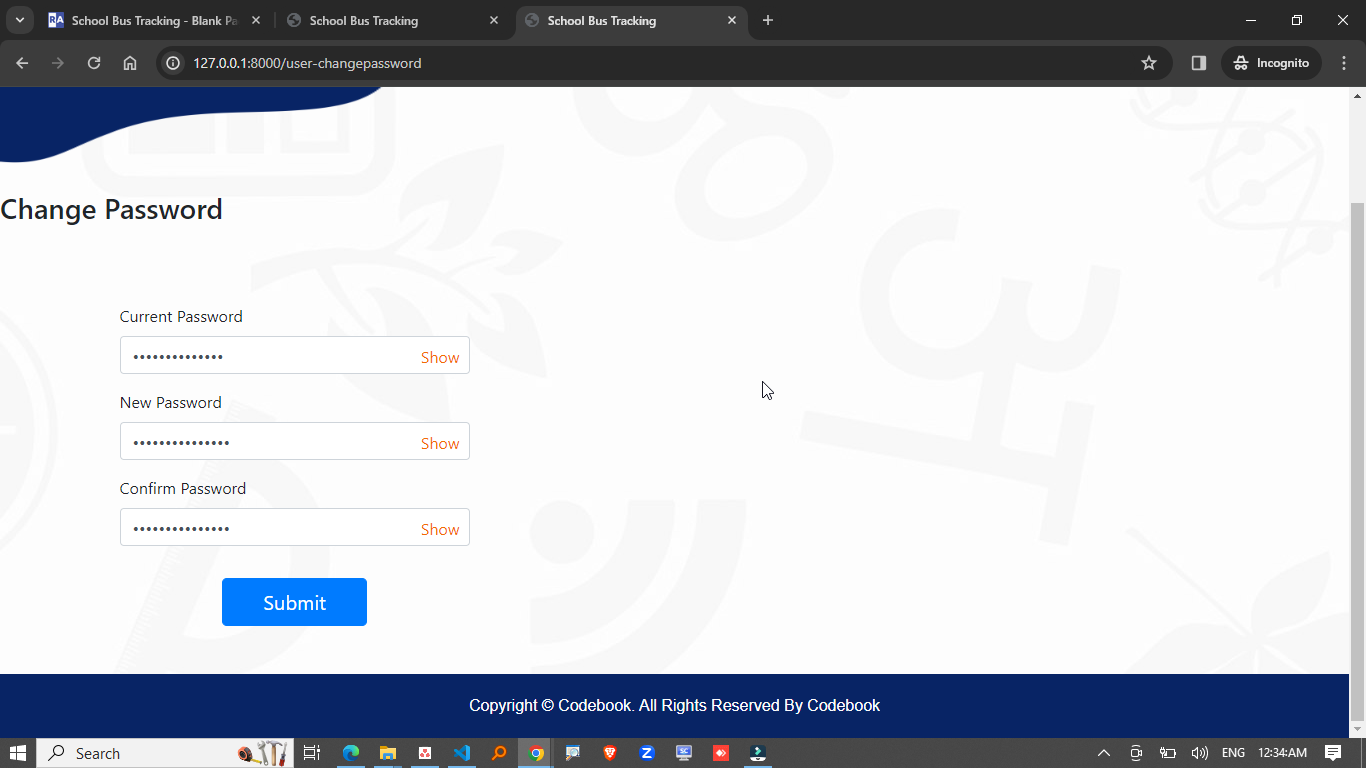 School Bus Tracking - Blank Pa
School Bus Tracking
School Bus Tracking
127.0.0.1:8000/user-changepassword
Incognito
Change Password
Current Password
•••••••••••••• Show
New Password
••••••••••••••• Show
Confirm Password
••••••••••••••• Show
Submit
Copyright © Codebook. All Rights Reserved By Codebook
Search
ENG 12:34 AM